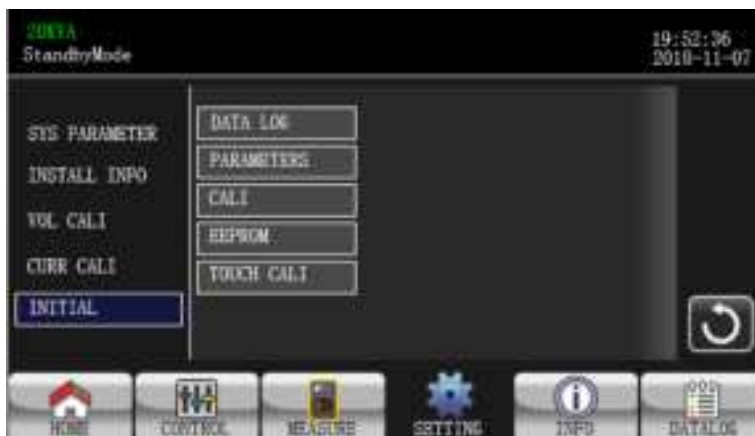 20KVA
StandbyMode
19:52:36
2018-11-07
SYS PARAMETER
INSTALL INFO
VOL CALI
CURR CALI
INITIAL
DATA LOG
PARAMETERS
CALI
EEPROM
TOUCH CALI
HOME
CONTROL
MEASURE
SETTING
INFO
DATALOG